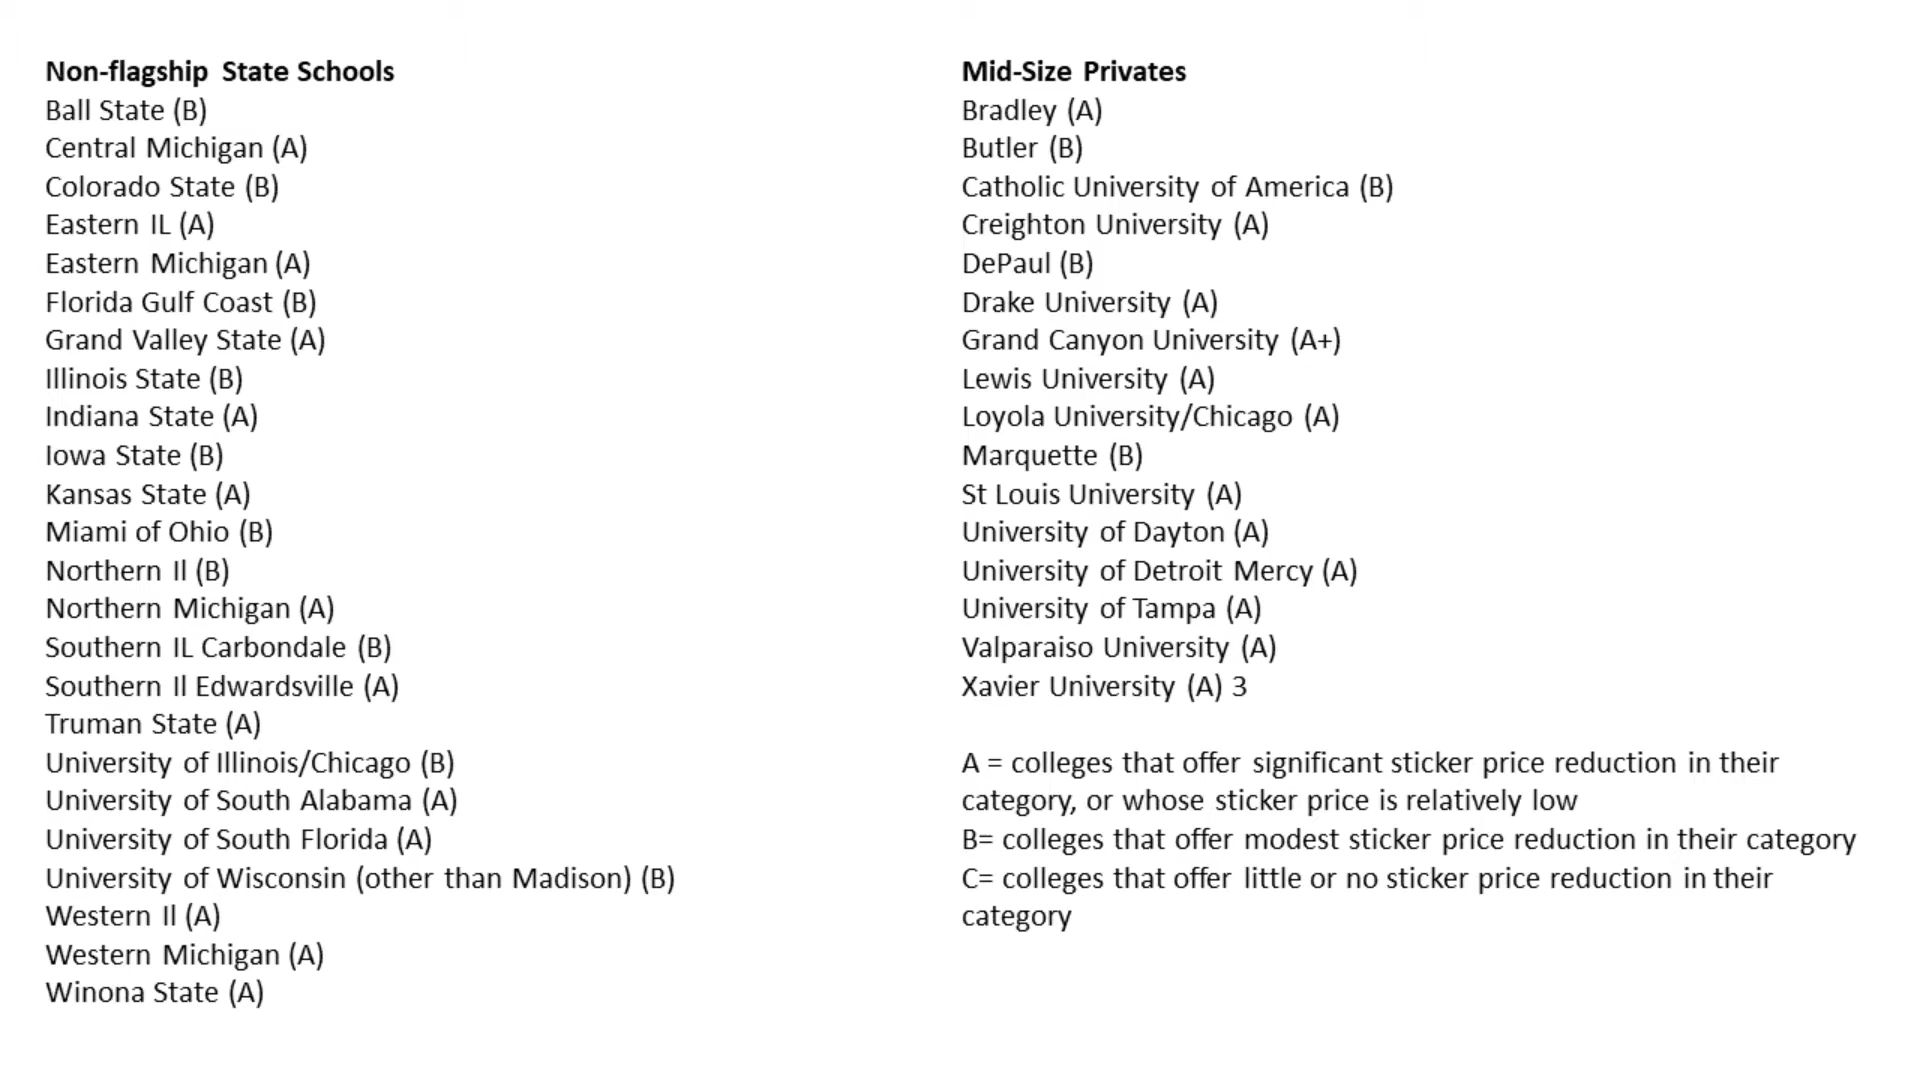 Non-flagship State Schools
Ball State (B)
Central Michigan (A)
Colorado State (B)
Eastern IL (A)
Eastern Michigan (A)
Florida Gulf Coast (B)
Grand Valley State (A)
Illinois State (B)
Indiana State (A)
Iowa State (B)
Kansas State (A)
Miami of Ohio (B)
Northern Il (B)
Northern Michigan (A)
Southern IL Carbondale (B)
Southern Il Edwardsville (A)
Truman State (A)
University of Illinois/Chicago (B)
University of South Alabama (A)
University of South Florida (A)
University of Wisconsin (other than Madison) (B)
Western Il (A)
Western Michigan (A)
Winona State (A)
Mid-Size Privates
Bradley (A)
Butler (B)
Catholic University of America (B)
Creighton University (A)
DePaul (B)
Drake University (A)
Grand Canyon University (A+)
Lewis University (A)
Loyola University/Chicago (A)
Marquette (B)
St Louis University (A)
University of Dayton (A)
University of Detroit Mercy (A)
University of Tampa (A)
Valparaiso University (A)
Xavier University (A) 3
A = colleges that offer significant sticker price reduction in their
category, or whose sticker price is relatively low
B= colleges that offer modest sticker price reduction in their category
C= colleges that offer little or no sticker price reduction in their
category